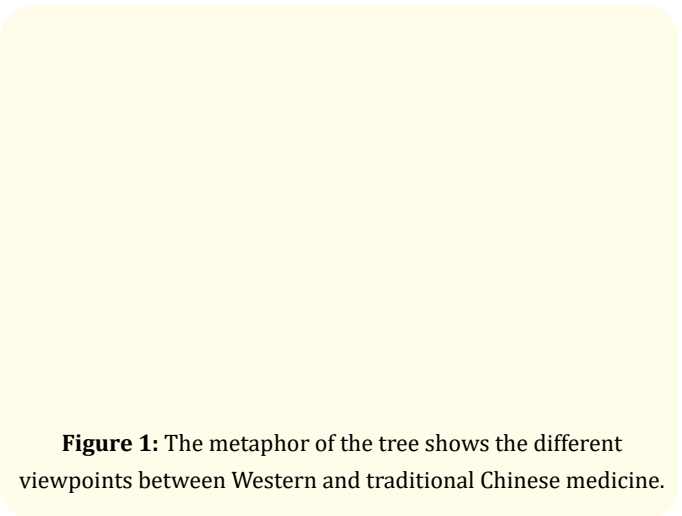 Figure 1: The metaphor of the tree shows the different
viewpoints between Western and traditional Chinese medicine.